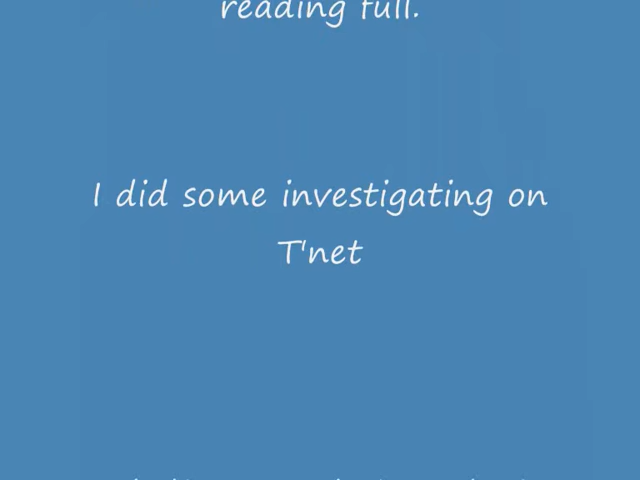 reading full.
I did some investigating on
T'net